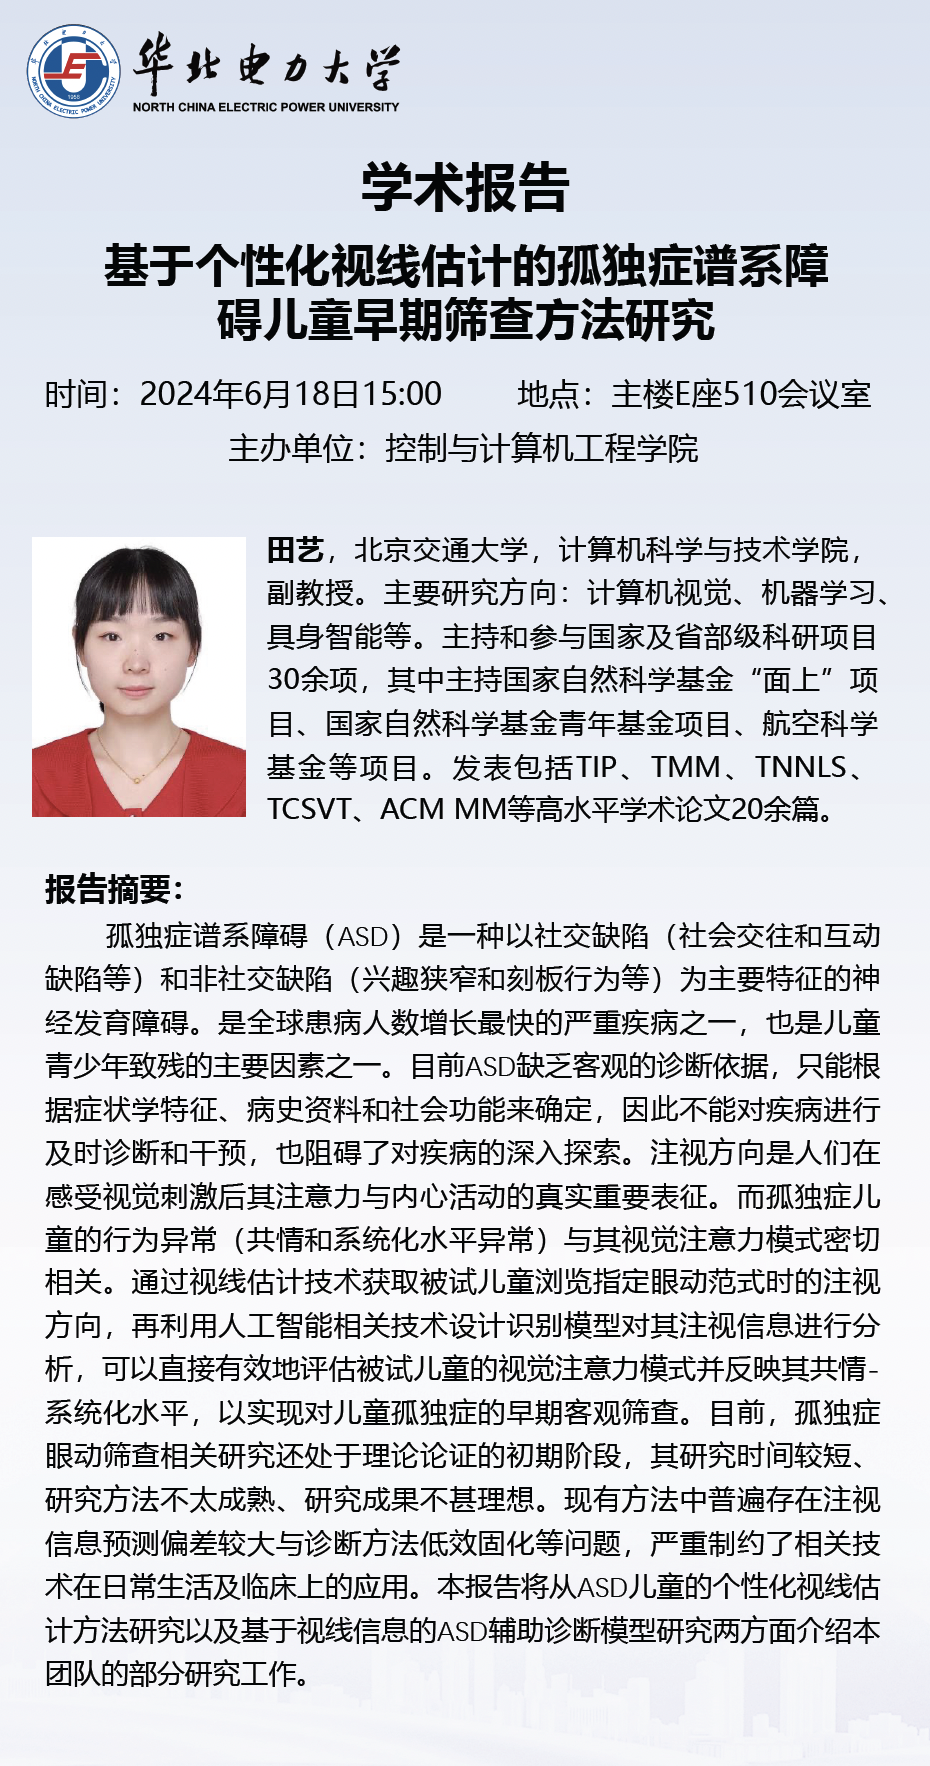 华北电力大学
NORTH CHINA ELECTRIC POWER UNIVERSITY
NORTH CHINA ELECTRIC POWER UNIVERSITY
1958
学术报告
基于个性化视线估计的孤独症谱系障
碍儿童早期筛查方法研究
时间：2024年6月18日15:00 地点：主楼E座510会议室
主办单位：控制与计算机工程学院
田艺，北京交通大学，计算机科学与技术学院，
副教授。主要研究方向：计算机视觉、机器学习、
具身智能等。主持和参与国家及省部级科研项目
30余项，其中主持国家自然科学基金“面上”项
目、国家自然科学基金青年基金项目、航空科学
基金等项目。发表包括TIP、TMM、TNNLS、
TCSVT、ACM MM等高水平学术论文20余篇。
报告摘要：
孤独症谱系障碍（ASD）是一种以社交缺陷（社会交往和互动
缺陷等）和非社交缺陷（兴趣狭窄和刻板行为等）为主要特征的神
经发育障碍。是全球患病人数增长最快的严重疾病之一，也是儿童
青少年致残的主要因素之一。目前ASD缺乏客观的诊断依据，只能根
据症状学特征、病史资料和社会功能来确定，因此不能对疾病进行
及时诊断和干预，也阻碍了对疾病的深入探索。注视方向是人们在
感受视觉刺激后其注意力与内心活动的真实重要表征。而孤独症儿
童的行为异常（共情和系统化水平异常）与其视觉注意力模式密切
相关。通过视线估计技术获取被试儿童浏览指定眼动范式时的注视
方向，再利用人工智能相关技术设计识别模型对其注视信息进行分
析，可以直接有效地评估被试儿童的视觉注意力模式并反映其共情-
系统化水平，以实现对儿童孤独症的早期客观筛查。目前，孤独症
眼动筛查相关研究还处于理论论证的初期阶段，其研究时间较短、
研究方法不太成熟、研究成果不甚理想。现有方法中普遍存在注视
信息预测偏差较大与诊断方法低效固化等问题，严重制约了相关技
术在日常生活及临床上的应用。本报告将从ASD儿童的个性化视线估
计方法研究以及基于视线信息的ASD辅助诊断模型研究两方面介绍本
团队的部分研究工作。